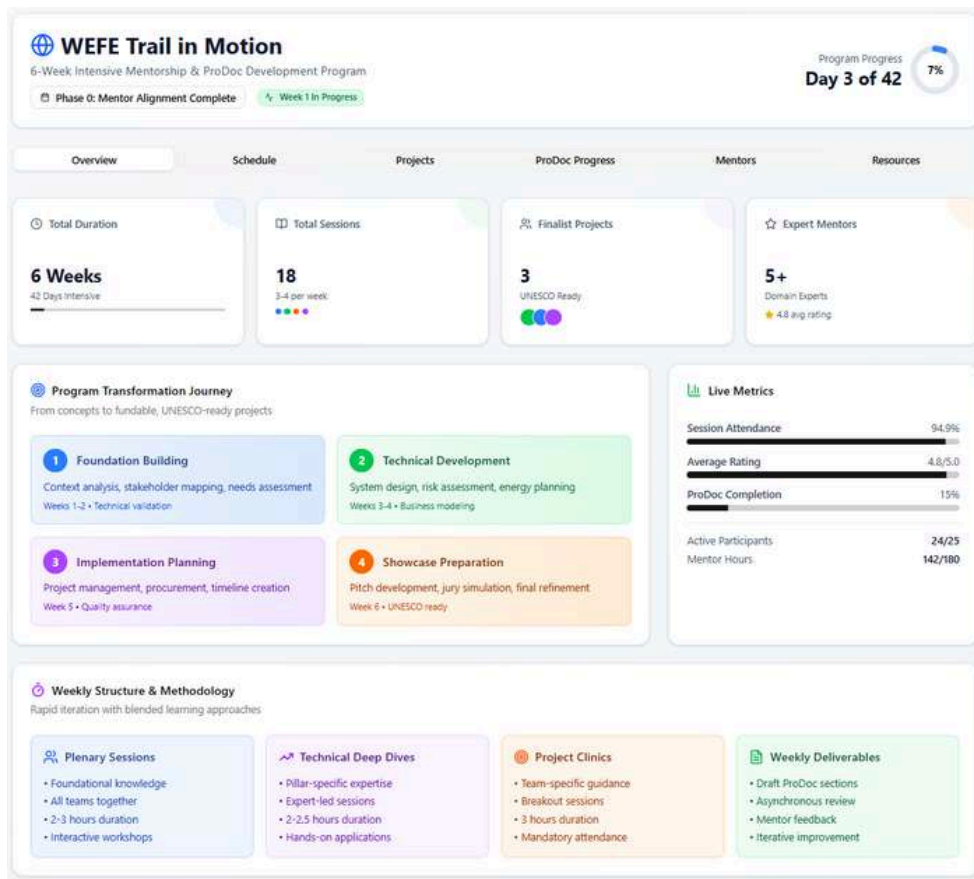 WEFE Trail in Motion
6-Week Intensive Mentorship & ProDoc Development Program
Phase 0: Mentor Alignment Complete
Week 1 In Progress
Program Progress
Day 3 of 42
7%
Overview
Schedule
Projects
ProDoc Progress
Mentors
Resources
Total Duration
6 Weeks
42 Days Intensive
Total Sessions
18
3-4 per week
Finalist Projects
3
UNESCO Ready
Expert Mentors
5+
Domain Experts
4.8 avg rating
Program Transformation Journey
From concepts to fundable, UNESCO-ready projects
1 Foundation Building
Context analysis, stakeholder mapping, needs assessment
Weeks 1-2 • Technical validation
2 Technical Development
System design, risk assessment, energy planning
Weeks 3-4 • Business modeling
3 Implementation Planning
Project management, procurement, timeline creation
Week 5 • Quality assurance
4 Showcase Preparation
Pitch development, jury simulation, final refinement
Week 6 • UNESCO ready
Live Metrics
Session Attendance 94.9%
Average Rating 4.8/5.0
ProDoc Completion 15%
Active Participants 24/25
Mentor Hours 142/180
Weekly Structure & Methodology
Rapid iteration with blended learning approaches
Plenary Sessions
• Foundational knowledge
• All teams together
• 2-3 hours duration
• Interactive workshops
Technical Deep Dives
• Pillar-specific expertise
• Expert-led sessions
• 2-2.5 hours duration
• Hands-on applications
Project Clinics
• Team-specific guidance
• Breakout sessions
• 3 hours duration
• Mandatory attendance
Weekly Deliverables
• Draft ProDoc sections
• Asynchronous review
• Mentor feedback
• Iterative improvement